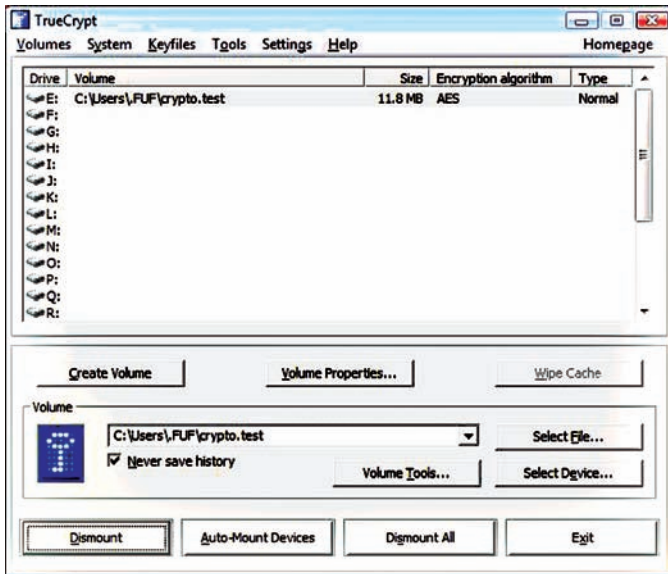 TrueCrypt
Volumes System Keyfiles Tools Settings Help Homepage
Drive Volume Size Encryption algorithm Type
E: C:\Users\.FUF\crypto.test 11.8 MB AES Normal
F:
G:
H:
I:
J:
K:
L:
M:
N:
O:
P:
Q:
R:
Create Volume Volume Properties... Wipe Cache
Volume
C:\Users\.FUF\crypto.test Select File...
Never save history Volume Tools... Select Device...
Dismount Auto-Mount Devices Dismount All Exit